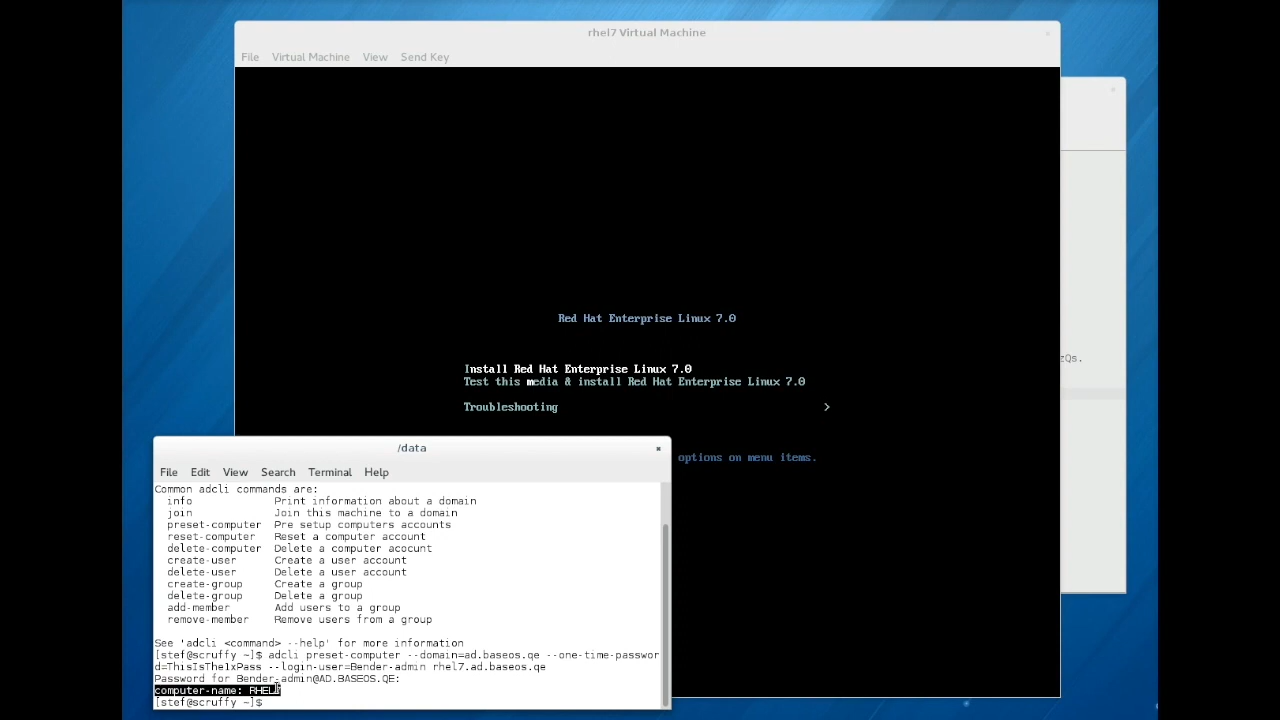 rhel7 Virtual Machine
File Virtual Machine View Send Key
Red Hat Enterprise Linux 7.0
Install Red Hat Enterprise Linux 7.0
Test this media & install Red Hat Enterprise Linux 7.0
Troubleshooting >
options on menu items.
zQs.
/data
File Edit View Search Terminal Help
Common adcli commands are:
info Print information about a domain
join Join this machine to a domain
preset-computer Pre setup computers accounts
reset-computer Reset a computer account
delete-computer Delete a computer acocunt
create-user Create a user account
delete-user Delete a user account
create-group Create a group
delete-group Delete a group
add-member Add users to a group
remove-member Remove users from a group
See 'adcli <command> --help' for more information
[stef@scruffy ~]$ adcli preset-computer --domain=ad.baseos.qe --one-time-passwor
d=ThisIsThe1xPass --login-user=Bender-admin rhel7.ad.baseos.qe
Password for Bender-admin@AD.BASEOS.QE:
computer-name: RHEL7
[stef@scruffy ~]$